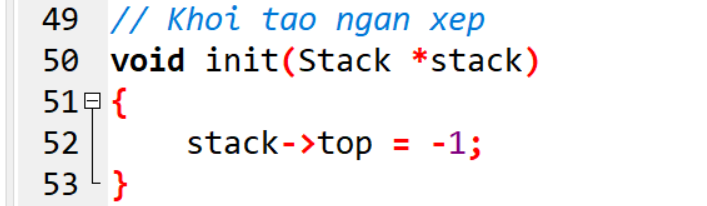 49 // Khoi tao ngan xep
50 void init(Stack *stack)
51 {
52 stack->top = -1;
53 }